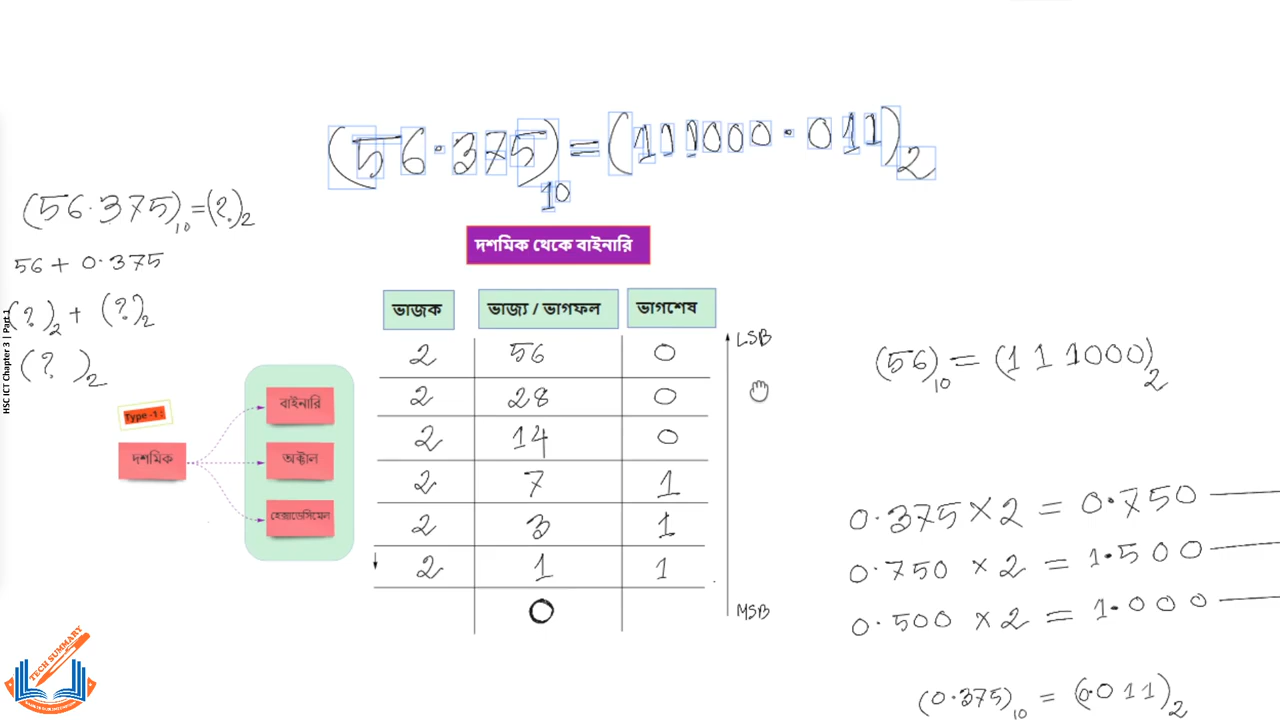 (56.375)₁₀ = (111000.011)₂
(56.375)₁₀ = (?)₂
56 + 0.375
(?)₂ + (?)₂
(? )₂
HSC ICT Chapter 3 | Part 1
Type -1 :
দশমিক
বাইনারি
অক্টাল
হেক্সাডেসিমেল
দশমিক থেকে বাইনারি
ভাজক ভাজ্য / ভাগফল ভাগশেষ
2 56 0
2 28 0
2 14 0
2 7 1
2 3 1
2 1 1
0
LSB
MSB
(56)₁₀ = (111000)₂
0.375 × 2 = 0.750
0.750 × 2 = 1.500
0.500 × 2 = 1.000
(0.375)₁₀ = (0.011)₂
TECH SUMMARY